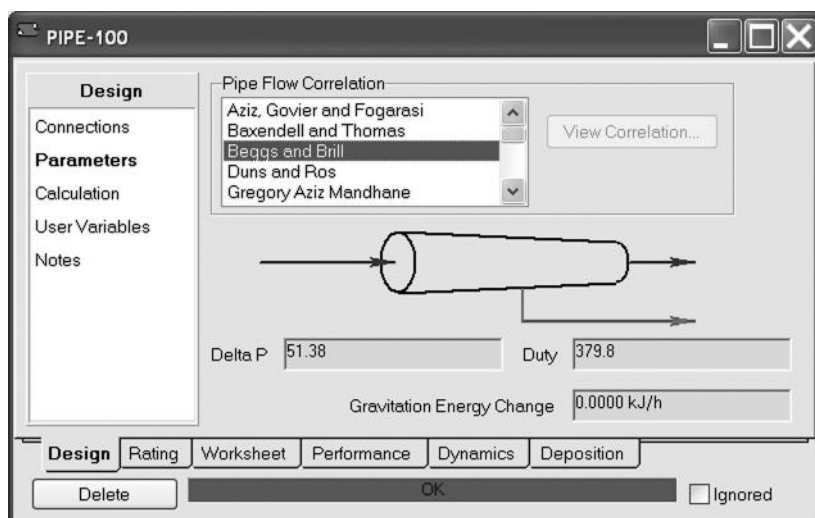 PIPE-100
Design
Connections
Parameters
Calculation
User Variables
Notes
Pipe Flow Correlation
Aziz, Govier and Fogarasi
Baxendell and Thomas
Beggs and Brill
Duns and Ros
Gregory Aziz Mandhane
View Correlation...
Delta P 51.38 Duty 379.8
Gravitation Energy Change 0.0000 kJ/h
Design Rating Worksheet Performance Dynamics Deposition
Delete OK Ignored